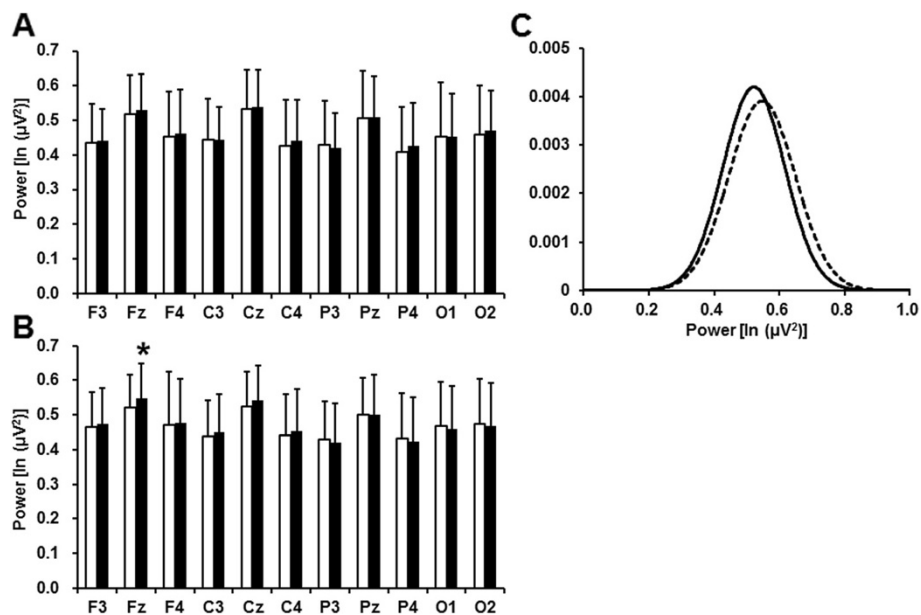 A
0.7
0.6
0.5
0.4
0.3
0.2
0.1
0.0
Power [ln (µV²)]
F3 Fz F4 C3 Cz C4 P3 Pz P4 O1 O2
B
0.7
0.6
0.5
0.4
0.3
0.2
0.1
0.0
Power [ln (µV²)]
*
F3 Fz F4 C3 Cz C4 P3 Pz P4 O1 O2
C
0.005
0.004
0.003
0.002
0.001
0
0.0 0.2 0.4 0.6 0.8 1.0
Power [ln (µV²)]